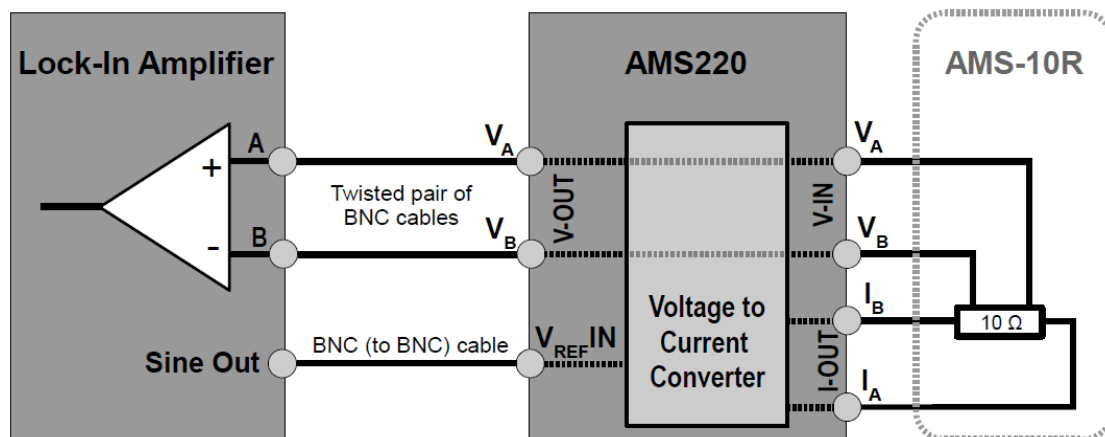 Lock-In Amplifier
AMS220
AMS-10R
A
V_A
V_A
+
Twisted pair of
BNC cables
V-OUT
V-IN
-
B
V_B
V_B
Voltage to
Current
Converter
I_B
10 Ω
Sine Out
BNC (to BNC) cable
V_REF IN
I-OUT
I_A